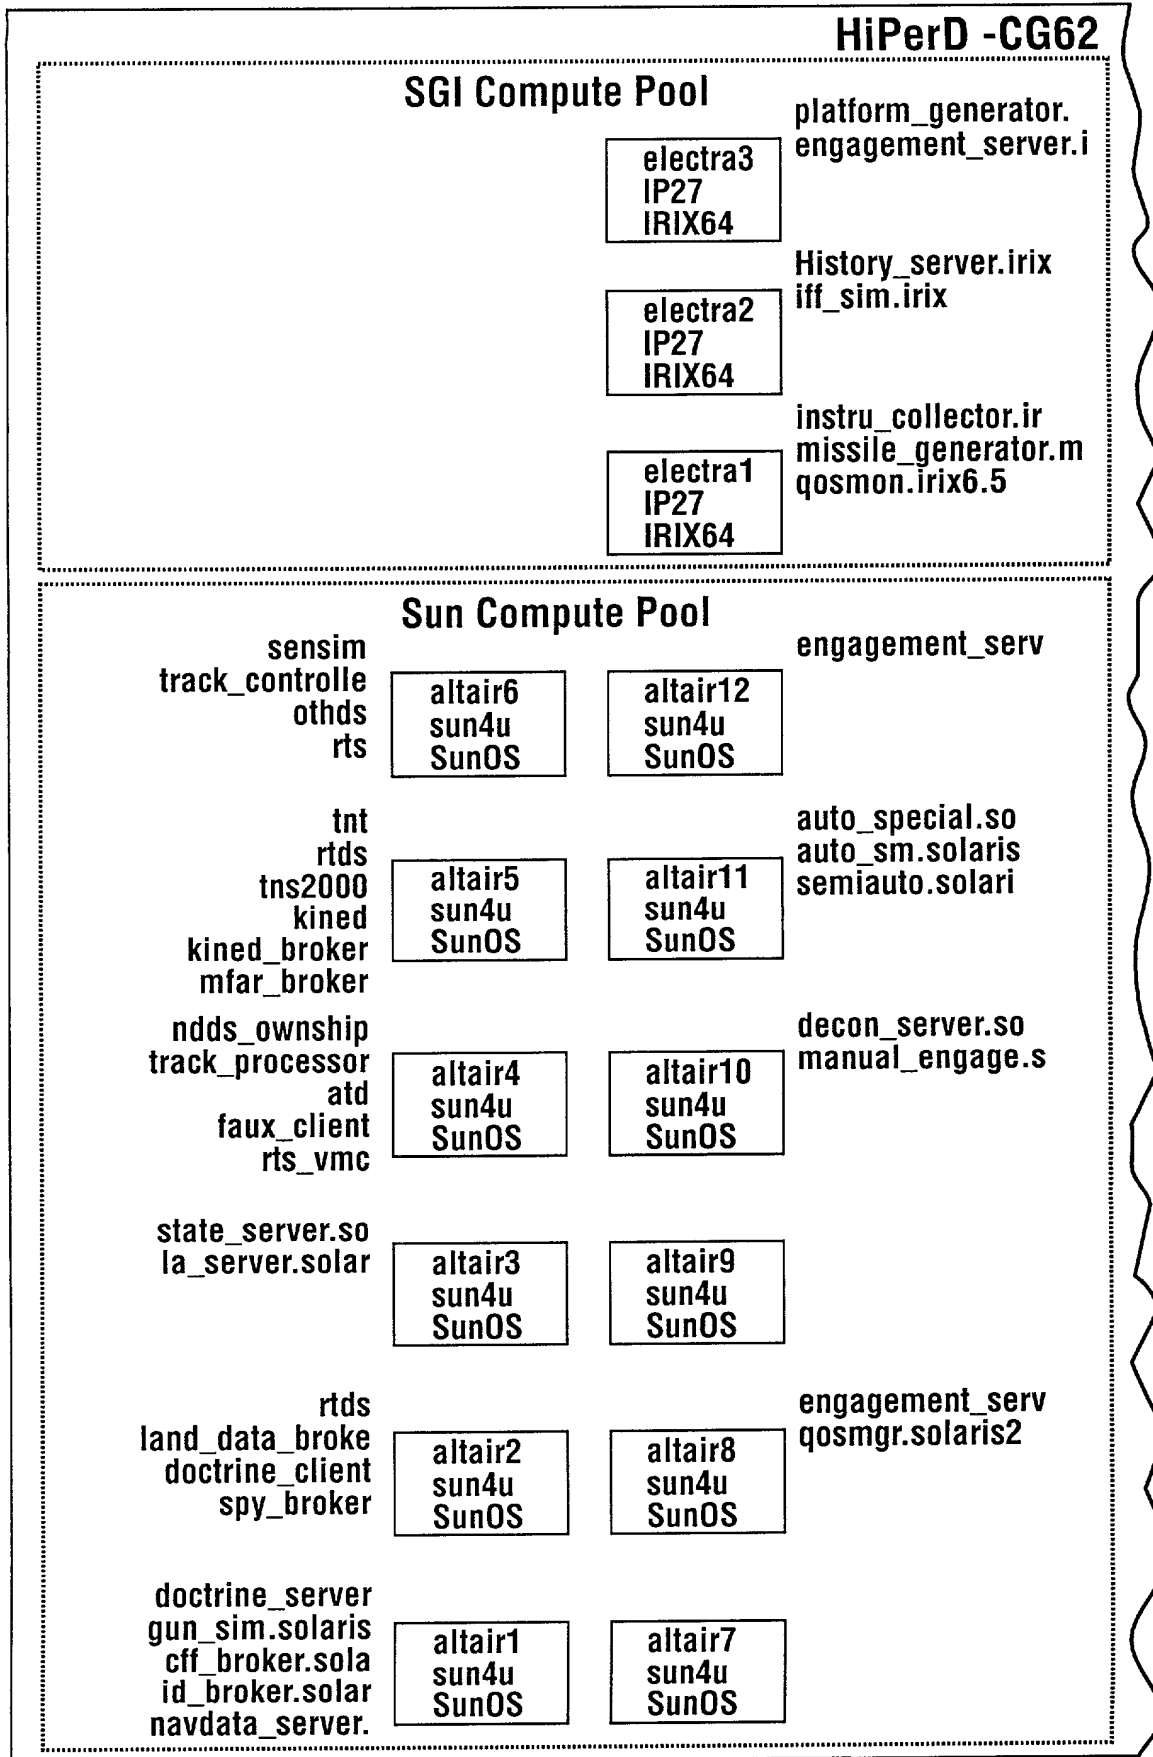 HiPerD -CG62
SGI Compute Pool
platform_generator.
engagement_server.i
electra3
IP27
IRIX64
History_server.irix
iff_sim.irix
electra2
IP27
IRIX64
instru_collector.ir
missile_generator.m
qosmon.irix6.5
electra1
IP27
IRIX64
Sun Compute Pool
sensim
track_controlle
othds
rts
altair6
sun4u
SunOS
altair12
sun4u
SunOS
engagement_serv
tnt
rtds
tns2000
kined
kined_broker
mfar_broker
altair5
sun4u
SunOS
altair11
sun4u
SunOS
auto_special.so
auto_sm.solaris
semiauto.solari
ndds_ownship
track_processor
atd
faux_client
rts_vmc
altair4
sun4u
SunOS
altair10
sun4u
SunOS
decon_server.so
manual_engage.s
state_server.so
la_server.solar
altair3
sun4u
SunOS
altair9
sun4u
SunOS
rtds
land_data_broke
doctrine_client
spy_broker
altair2
sun4u
SunOS
altair8
sun4u
SunOS
engagement_serv
qosmgr.solaris2
doctrine_server
gun_sim.solaris
cff_broker.sola
id_broker.solar
navdata_server.
altair1
sun4u
SunOS
altair7
sun4u
SunOS